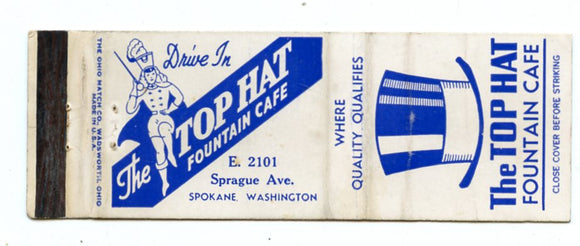 THE OHIO MATCH CO., WADSWORTH, OHIO
MADE IN U.S.A.
Drive In
The TOP HAT
FOUNTAIN CAFE
E. 2101
Sprague Ave.
SPOKANE, WASHINGTON
WHERE
QUALITY QUALIFIES
The TOP HAT
FOUNTAIN CAFE
CLOSE COVER BEFORE STRIKING